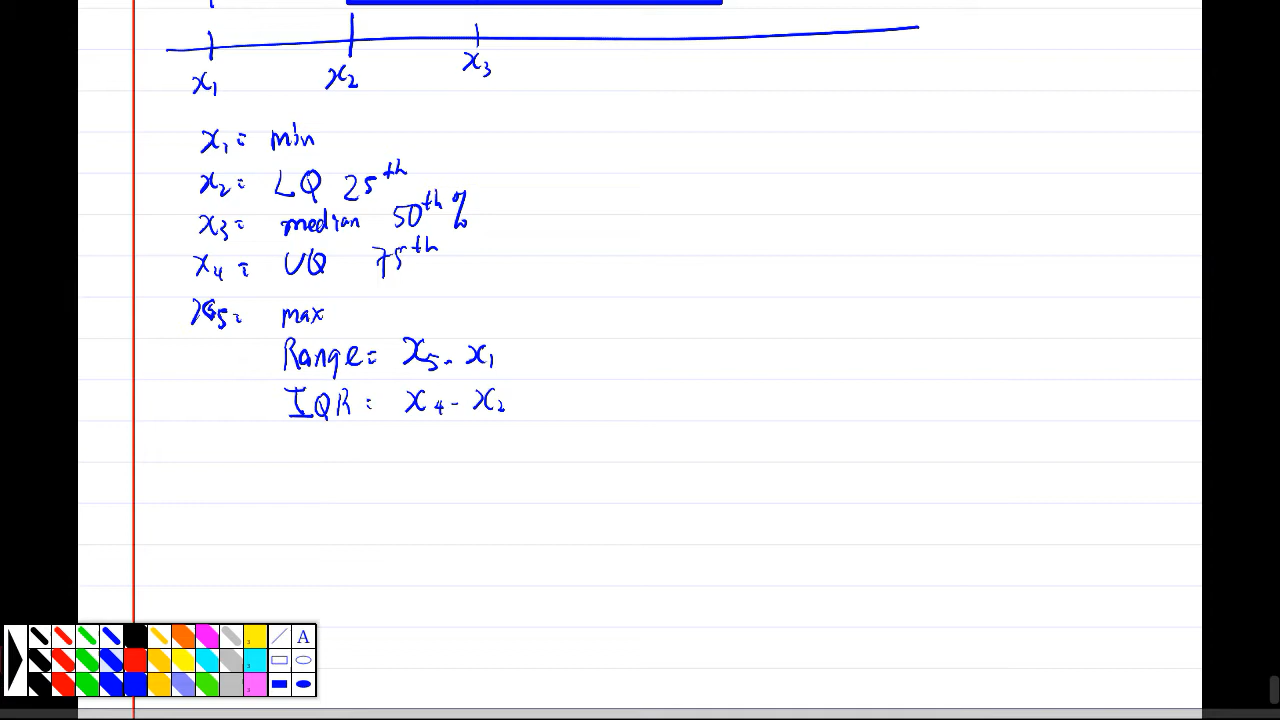 x₁ x₂ x₃
x₁ = min
x₂ = LQ 25th
x₃ = median 50th %
x₄ = UQ 75th
x₅ = max
Range = x₅ - x₁
IQR = x₄ - x₂
A